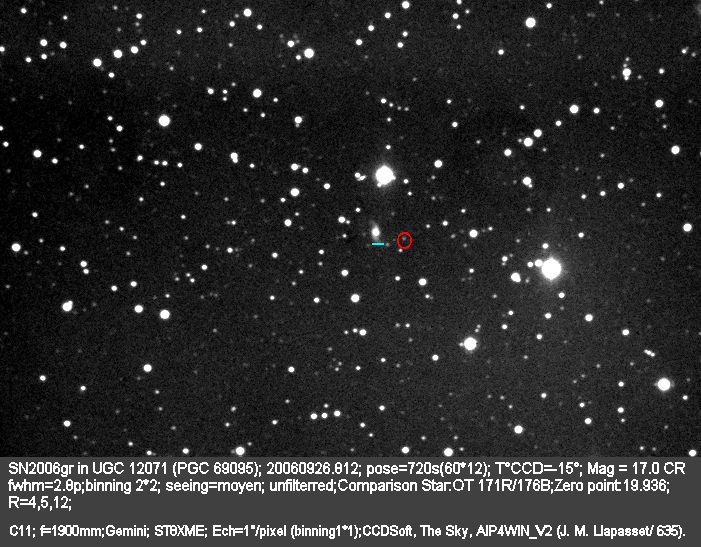 SN2006gr in UGC 12071 (PGC 69095); 20060926.812; pose=720s(60*12); T°CCD=-15°; Mag = 17.0 CR
fwhm=2.8p;binning 2*2; seeing=moyen; unfilterred;Comparison Star:OT 171R/176B;Zero point:19.936;
R=4,5,12;
C11; f=1900mm;Gemini; ST8XME; Ech=1"/pixel (binning1*1);CCDSoft, The Sky, AIP4WIN_V2 (J. M. Llapasset/ 635).